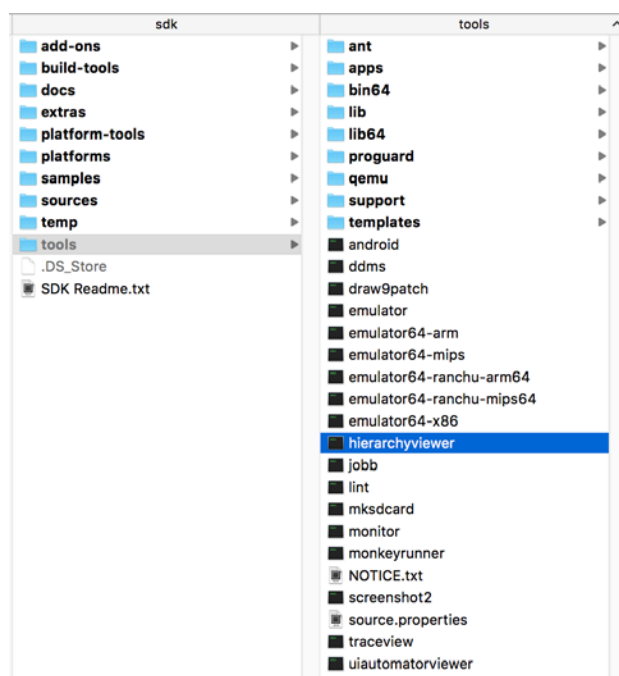 sdk
add-ons
build-tools
docs
extras
platform-tools
platforms
samples
sources
temp
tools
.DS_Store
SDK Readme.txt
tools
ant
apps
bin64
lib
lib64
proguard
qemu
support
templates
android
ddms
draw9patch
emulator
emulator64-arm
emulator64-mips
emulator64-ranchu-arm64
emulator64-ranchu-mips64
emulator64-x86
hierarchyviewer
jobb
lint
mksdcard
monitor
monkeyrunner
NOTICE.txt
screenshot2
source.properties
traceview
uiautomatorviewer